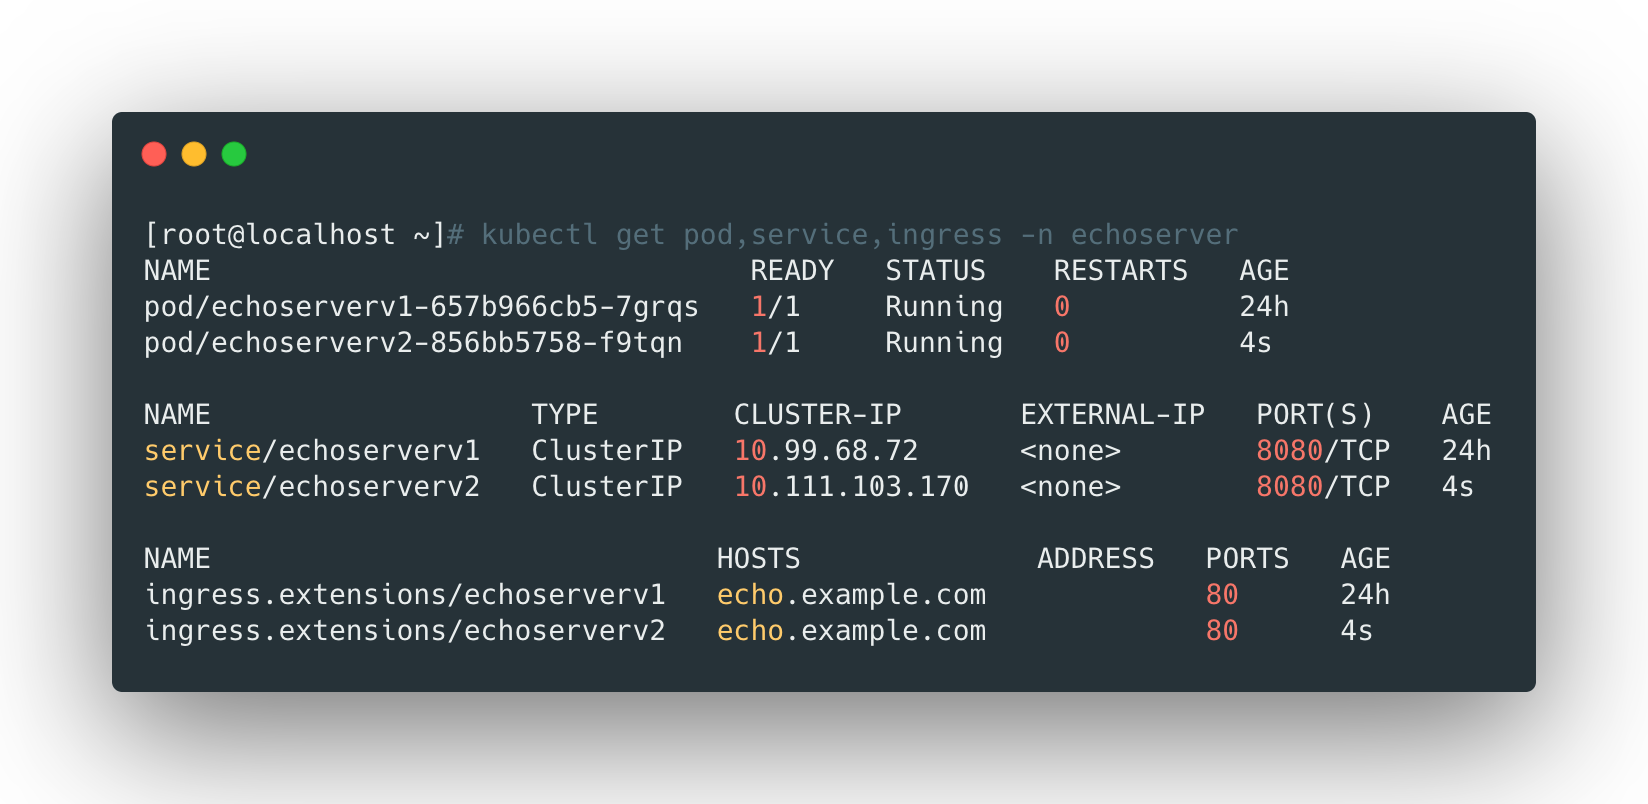 [root@localhost ~]# kubectl get pod,service,ingress -n echoserver
NAME                                READY   STATUS    RESTARTS   AGE
pod/echoserverv1-657b966cb5-7grqs   1/1     Running   0          24h
pod/echoserverv2-856bb5758-f9tqn    1/1     Running   0          4s
NAME                   TYPE        CLUSTER-IP       EXTERNAL-IP   PORT(S)    AGE
service/echoserverv1   ClusterIP   10.99.68.72      <none>        8080/TCP   24h
service/echoserverv2   ClusterIP   10.111.103.170   <none>        8080/TCP   4s
NAME                              HOSTS              ADDRESS   PORTS   AGE
ingress.extensions/echoserverv1   echo.example.com             80      24h
ingress.extensions/echoserverv2   echo.example.com             80      4s